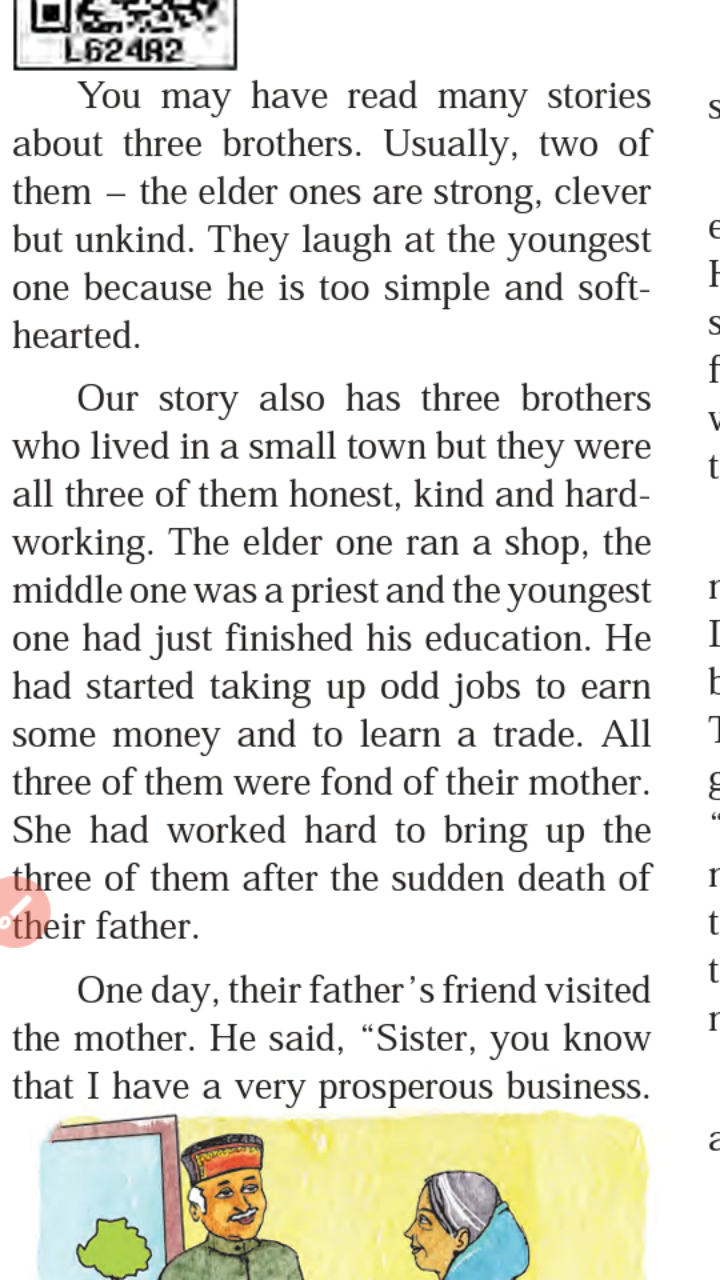 L624A2
You may have read many stories
about three brothers. Usually, two of
them – the elder ones are strong, clever
but unkind. They laugh at the youngest
one because he is too simple and soft-
hearted.
Our story also has three brothers
who lived in a small town but they were
all three of them honest, kind and hard-
working. The elder one ran a shop, the
middle one was a priest and the youngest
one had just finished his education. He
had started taking up odd jobs to earn
some money and to learn a trade. All
three of them were fond of their mother.
She had worked hard to bring up the
three of them after the sudden death of
their father.
One day, their father’s friend visited
the mother. He said, “Sister, you know
that I have a very prosperous business.